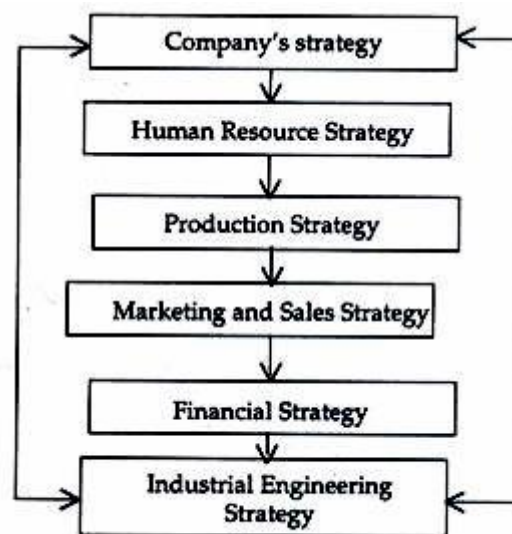 Company's strategy
Human Resource Strategy
Production Strategy
Marketing and Sales Strategy
Financial Strategy
Industrial Engineering
Strategy